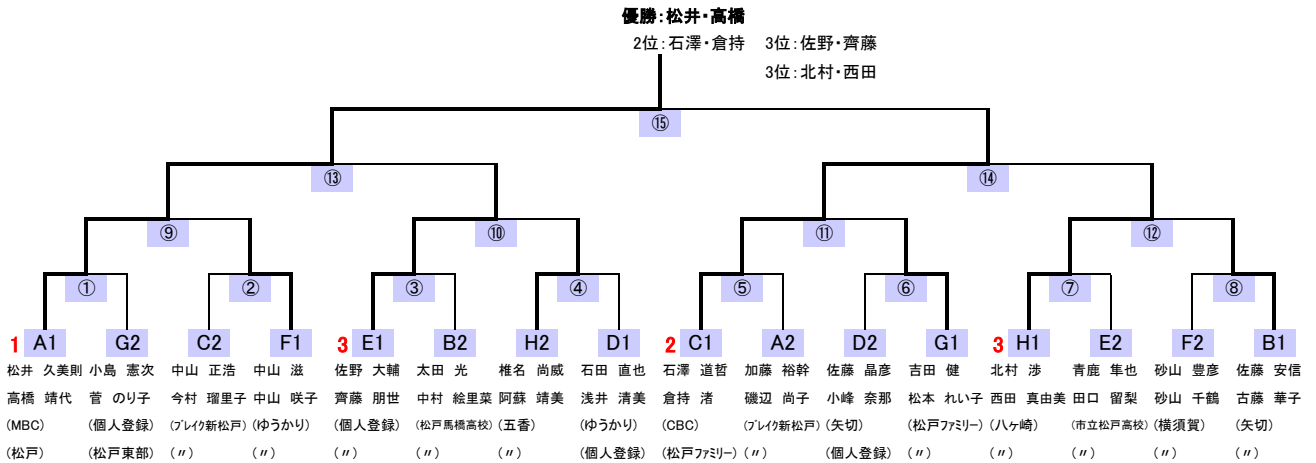 優勝:松井・高橋
2位:石澤・倉持 3位:佐野・齊藤
3位:北村・西田
⑮
⑬ ⑭
⑨ ⑩ ⑪ ⑫
① ② ③ ④ ⑤ ⑥ ⑦ ⑧
1 A1 G2 C2 F1 3 E1 B2 H2 D1 2 C1 A2 D2 G1 3 H1 E2 F2 B1
松井 久美則 小島 憲次 中山 正浩 中山 滋 佐野 大輔 太田 光 椎名 尚威 石田 直也 石澤 道哲 加藤 裕幹 佐藤 晶彦 吉田 健 北村 渉 青鹿 隼也 砂山 豊彦 佐藤 安信
高橋 靖代 菅 のり子 今村 瑠里子 中山 咲子 齊藤 朋世 中村 絵里菜 阿蘇 靖美 浅井 清美 倉持 渚 磯辺 尚子 小峰 奈那 松本 れい子 西田 真由美 田口 留梨 砂山 千鶴 古藤 華子
(MBC) (個人登録) (ブレイク新松戸) (ゆうかり) (個人登録) (松戸馬橋高校) (五香) (ゆうかり) (CBC) (ブレイク新松戸) (矢切) (松戸ファミリー) (八ヶ崎) (市立松戸高校) (横須賀) (矢切)
(松戸) (松戸東部) (〃) (〃) (〃) (〃) (〃) (個人登録) (松戸ファミリー) (〃) (個人登録) (〃) (〃) (〃) (〃) (〃)